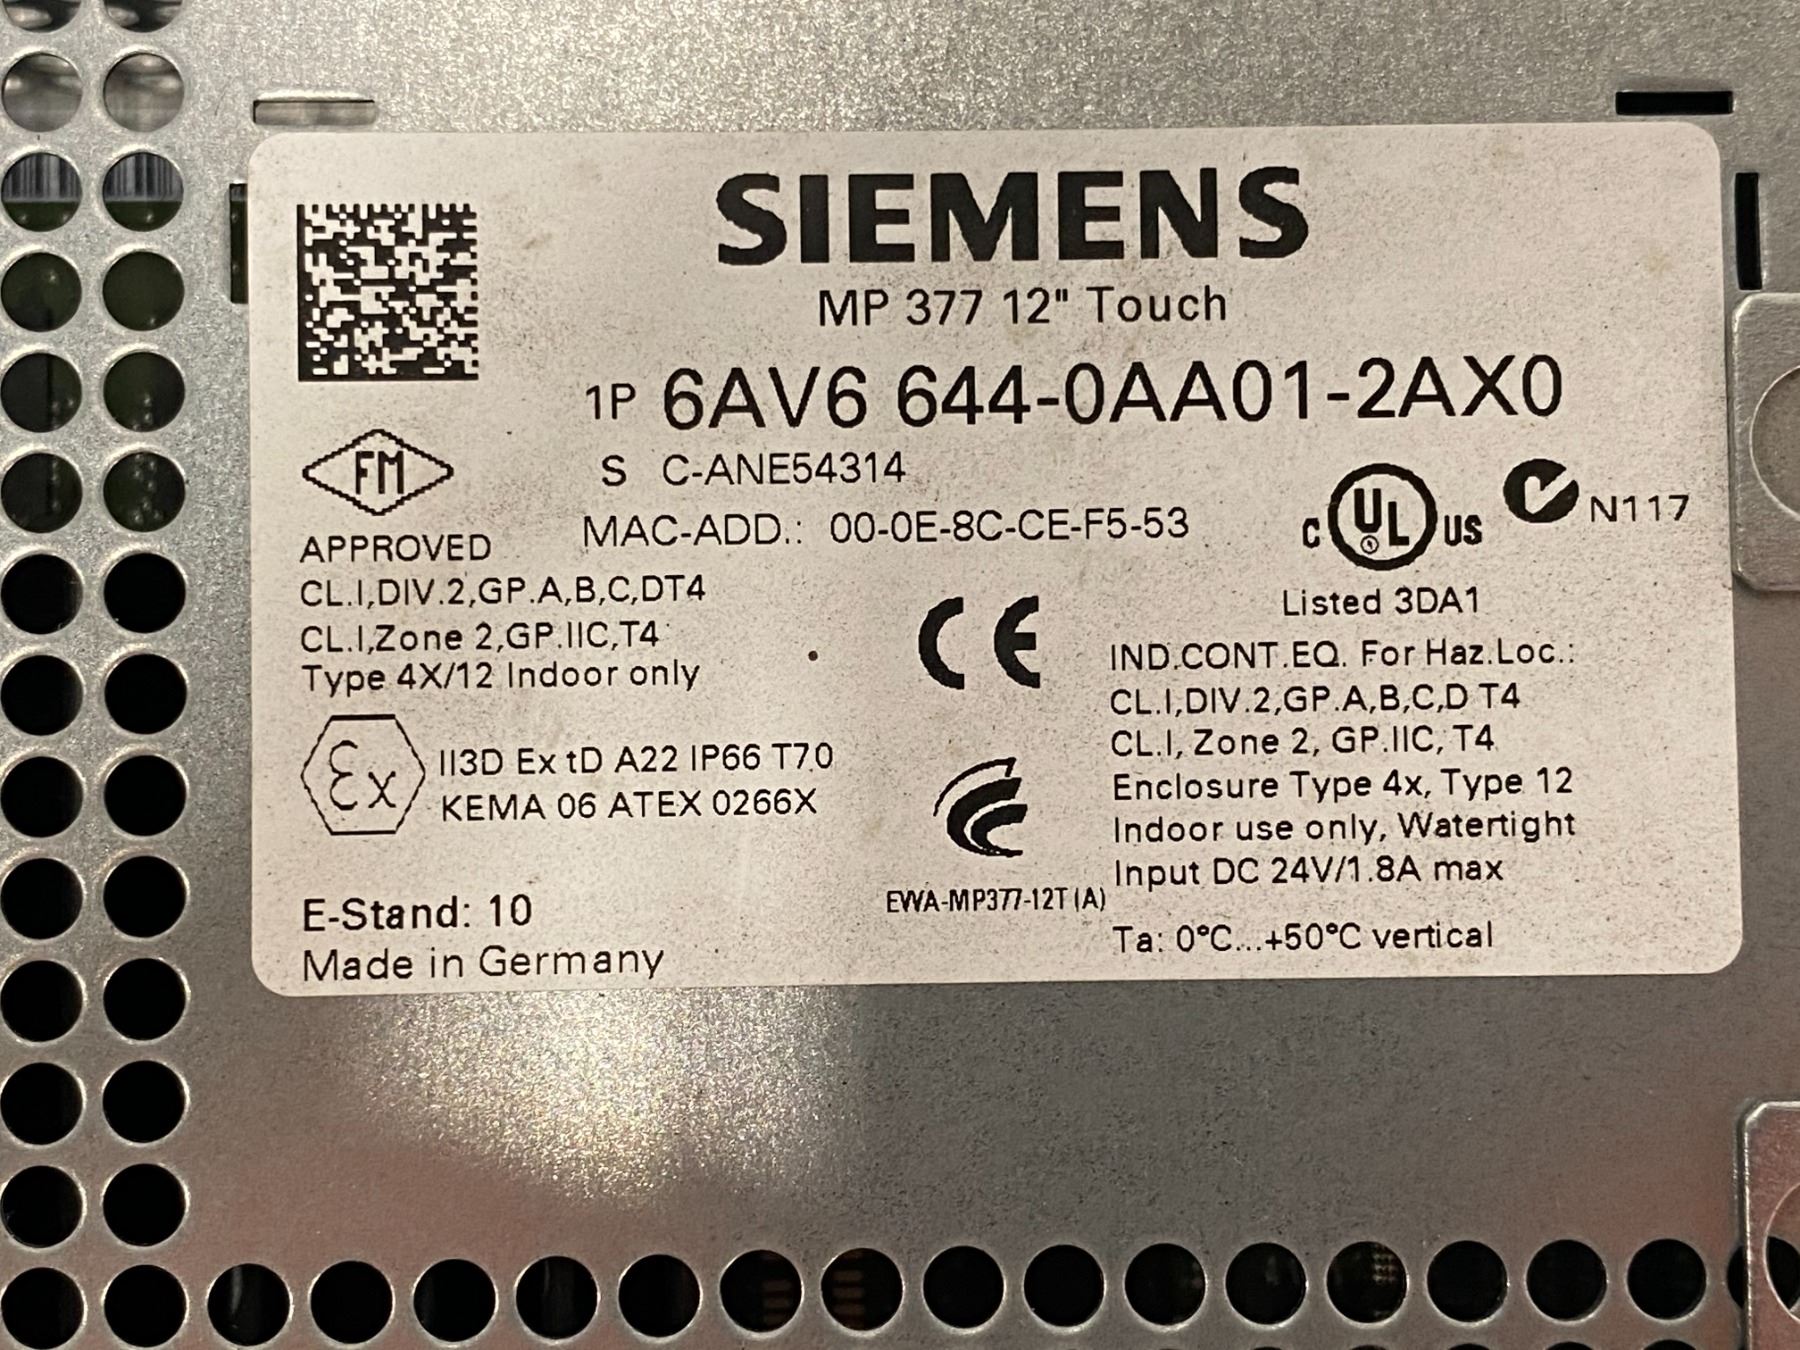 SIEMENS
MP 377 12" Touch
1P 6AV6 644-0AA01-2AX0
S C-ANE54314
MAC-ADD.: 00-0E-8C-CE-F5-53
FM
APPROVED
CL.I,DIV.2,GP.A,B,C,DT4
CL.I,Zone 2,GP.IIC,T4
Type 4X/12 Indoor only
Ex II3D Ex tD A22 IP66 T70
KEMA 06 ATEX 0266X
E-Stand: 10
Made in Germany
CE
EWA-MP377-12T(A)
C UL US
N117
Listed 3DA1
IND.CONT.EQ. For Haz.Loc.:
CL.I,DIV.2,GP.A,B,C,D T4
CL.I, Zone 2, GP.IIC, T4
Enclosure Type 4x, Type 12
Indoor use only, Watertight
Input DC 24V/1.8A max
Ta: 0°C...+50°C vertical